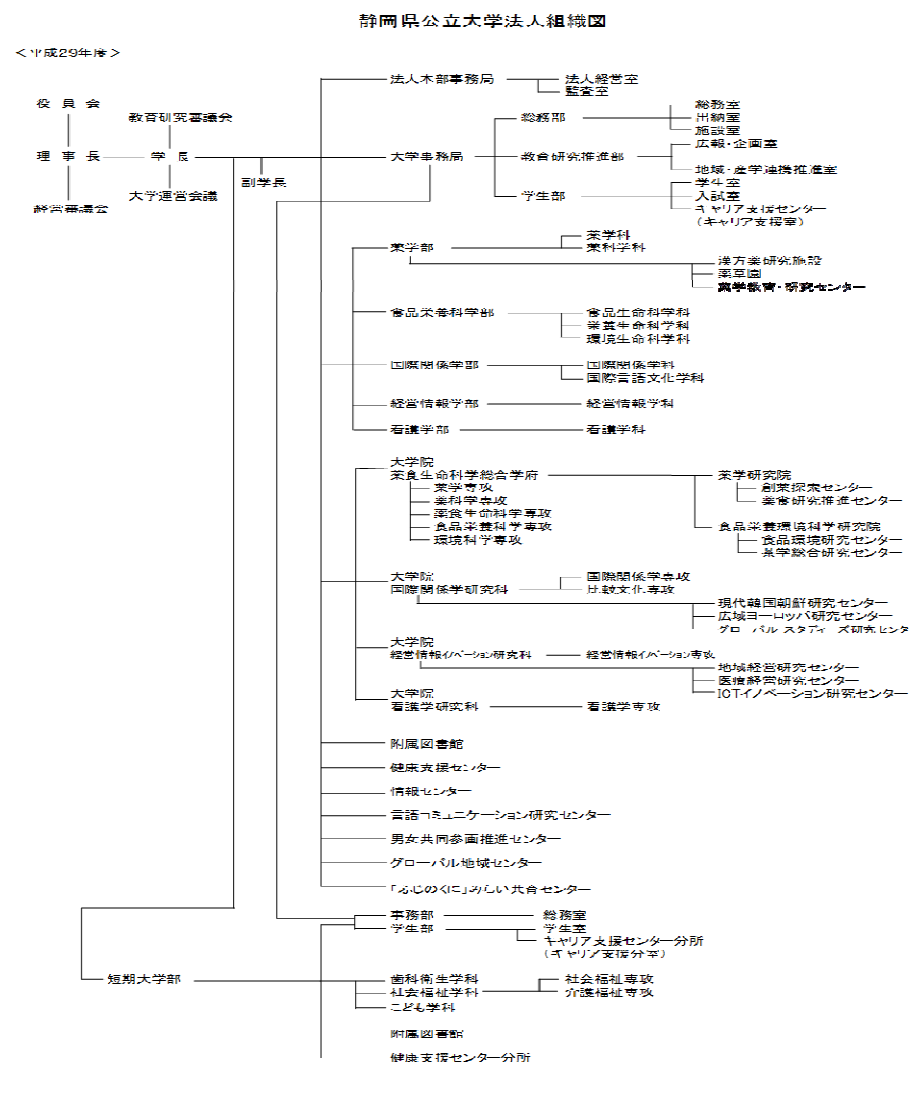 静岡県公立大学法人組織図
＜平成29年度＞
役員会
理事長
経営審議会
教育研究審議会
学長
大学運営会議
副学長
法人本部事務局
法人経営室
監査室
大学事務局
総務部
総務室
出納室
施設室
教育研究推進部
広報・企画室
地域・産学連携推進室
学生部
学生室
入試室
キャリア支援センター
（キャリア支援室）
薬学部
薬学科
薬科学科
漢方薬研究施設
薬草園
薬学教育・研究センター
食品栄養科学部
食品生命科学科
栄養生命科学科
環境生命科学科
国際関係学部
国際関係学科
国際言語文化学科
経営情報学部
経営情報学科
看護学部
看護学科
大学院
薬食生命科学総合学府
薬学専攻
薬科学専攻
薬食生命科学専攻
食品栄養科学専攻
環境科学専攻
薬学研究院
創薬探索センター
薬食研究推進センター
食品栄養環境科学研究院
食品環境研究センター
茶学総合研究センター
大学院
国際関係学研究科
国際関係学専攻
比較文化専攻
現代韓国朝鮮研究センター
広域ヨーロッパ研究センター
グローバル・スタディーズ研究センタ
大学院
経営情報イノベーション研究科
経営情報イノベーション専攻
地域経営研究センター
医療経営研究センター
ICTイノベーション研究センター
大学院
看護学研究科
看護学専攻
附属図書館
健康支援センター
情報センター
言語コミュニケーション研究センター
男女共同参画推進センター
グローバル地域センター
「ふじのくに」みらい共育センター
事務部
総務室
学生部
学生室
キャリア支援センター分所
（キャリア支援分室）
短期大学部
歯科衛生学科
社会福祉学科
社会福祉専攻
介護福祉専攻
こども学科
附属図書館
健康支援センター分所